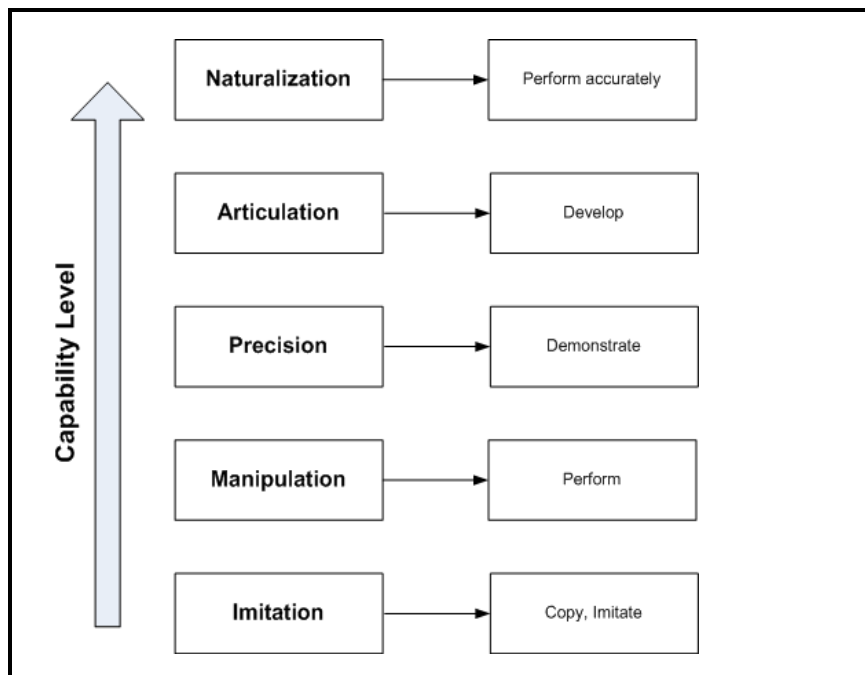 Naturalization
Perform accurately
Articulation
Develop
Precision
Demonstrate
Manipulation
Perform
Imitation
Copy, Imitate
Capability Level